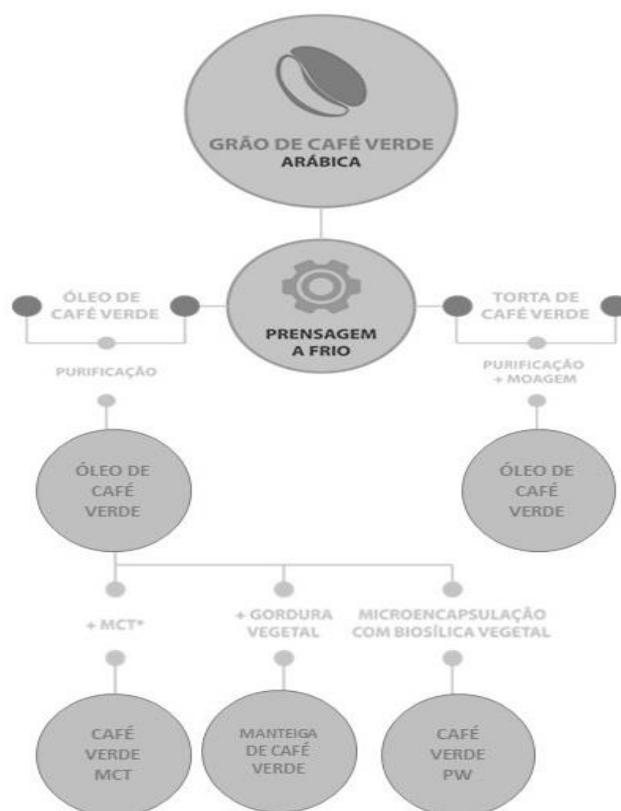 GRÃO DE CAFÉ VERDE
ARÁBICA
ÓLEO DE
CAFÉ VERDE
PRENSAGEM
A FRIO
TORTA DE
CAFÉ VERDE
PURIFICAÇÃO
PURIFICAÇÃO
+ MOAGEM
ÓLEO DE
CAFÉ
VERDE
ÓLEO DE
CAFÉ
VERDE
+ MCT*
+ GORDURA
VEGETAL
MICROENCAPSULAÇÃO
COM BIOSÍLICA VEGETAL
CAFÉ
VERDE
MCT
MANTEIGA
DE CAFÉ
VERDE
CAFÉ
VERDE
PW